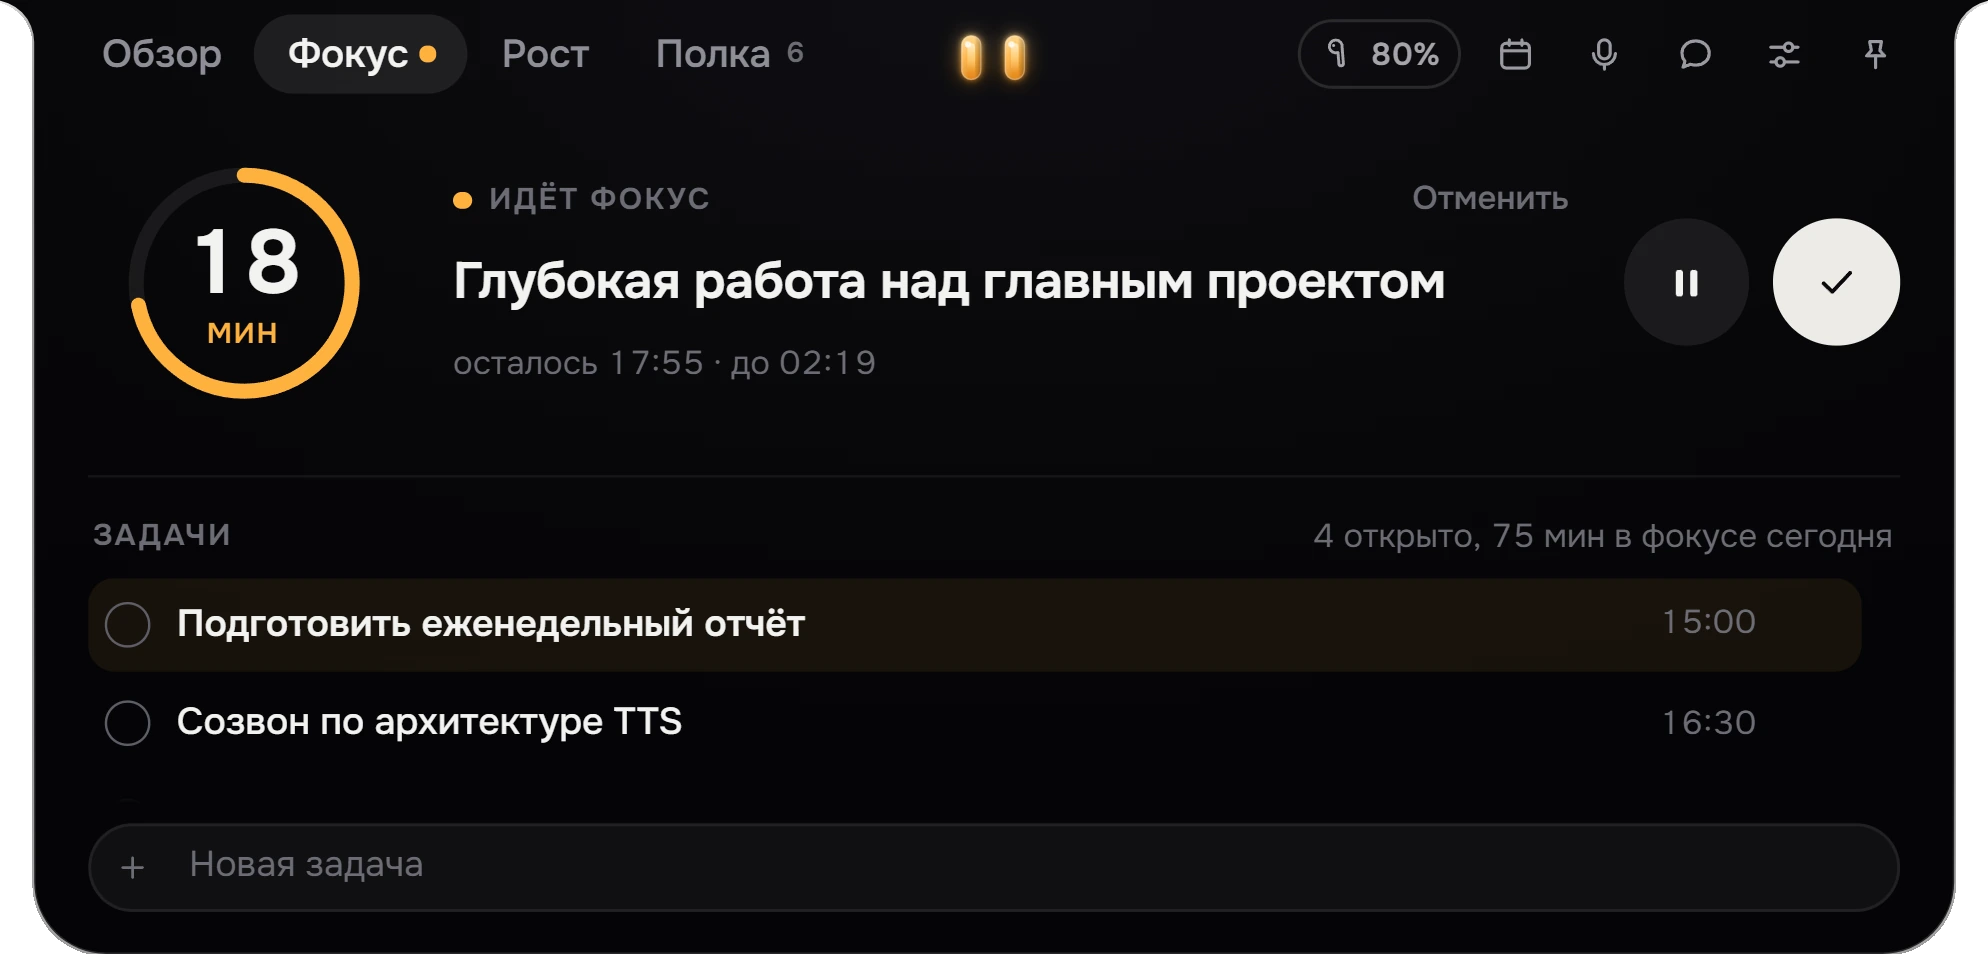 Обзор Фокус Рост Полка 6 80%
ИДЁТ ФОКУС Отменить
18
МИН
Глубокая работа над главным проектом
осталось 17:55 · до 02:19
ЗАДАЧИ 4 открыто, 75 мин в фокусе сегодня
Подготовить еженедельный отчёт 15:00
Созвон по архитектуре TTS 16:30
+ Новая задача